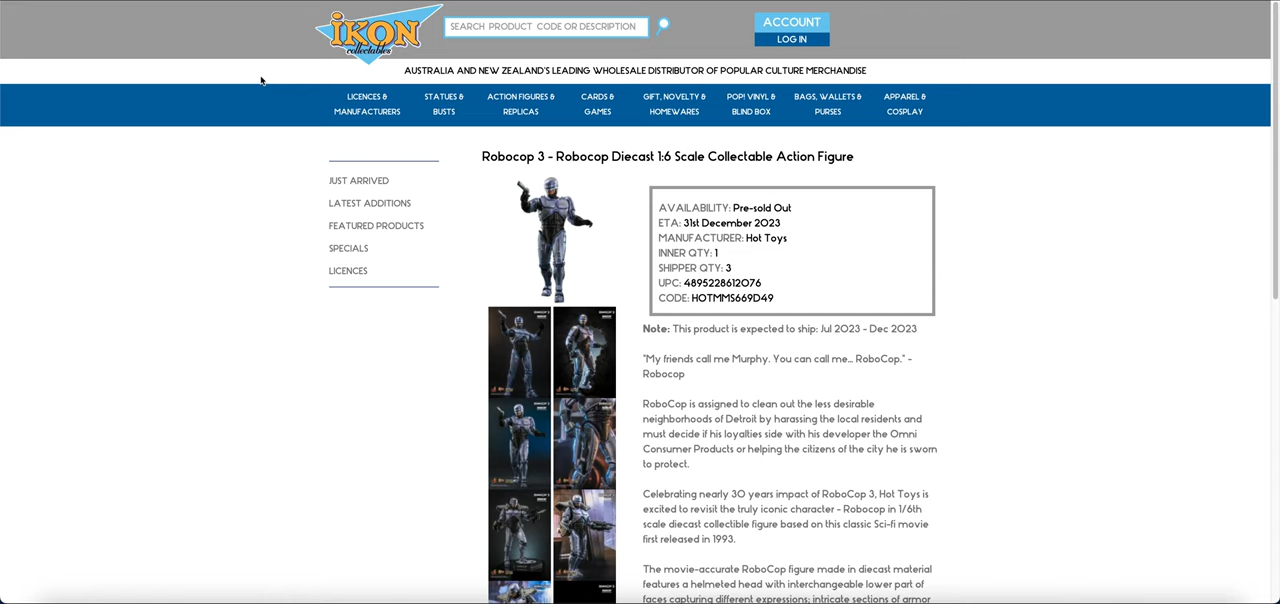 iKON
collectables
SEARCH PRODUCT CODE OR DESCRIPTION
ACCOUNT
LOG IN
AUSTRALIA AND NEW ZEALAND'S LEADING WHOLESALE DISTRIBUTOR OF POPULAR CULTURE MERCHANDISE
LICENCES &
MANUFACTURERS
STATUES &
BUSTS
ACTION FIGURES &
REPLICAS
CARDS &
GAMES
GIFT, NOVELTY &
HOMEWARES
POP! VINYL &
BLIND BOX
BAGS, WALLETS &
PURSES
APPAREL &
COSPLAY
JUST ARRIVED
LATEST ADDITIONS
FEATURED PRODUCTS
SPECIALS
LICENCES
Robocop 3 - Robocop Diecast 1:6 Scale Collectable Action Figure
AVAILABILITY: Pre-sold Out
ETA: 31st December 2023
MANUFACTURER: Hot Toys
INNER QTY: 1
SHIPPER QTY: 3
UPC: 4895228612076
CODE: HOTMMS669D49
Note: This product is expected to ship: Jul 2023 - Dec 2023
"My friends call me Murphy. You can call me... RoboCop." -
Robocop
RoboCop is assigned to clean out the less desirable
neighborhoods of Detroit by harassing the local residents and
must decide if his loyalties side with his developer the Omni
Consumer Products or helping the citizens of the city he is sworn
to protect.
Celebrating nearly 30 years impact of RoboCop 3, Hot Toys is
excited to revisit the truly iconic character - Robocop in 1/6th
scale diecast collectible figure based on this classic Sci-fi movie
first released in 1993.
The movie-accurate RoboCop figure made in diecast material
features a helmeted head with interchangeable lower part of
faces capturing different expressions; intricate sections of armor